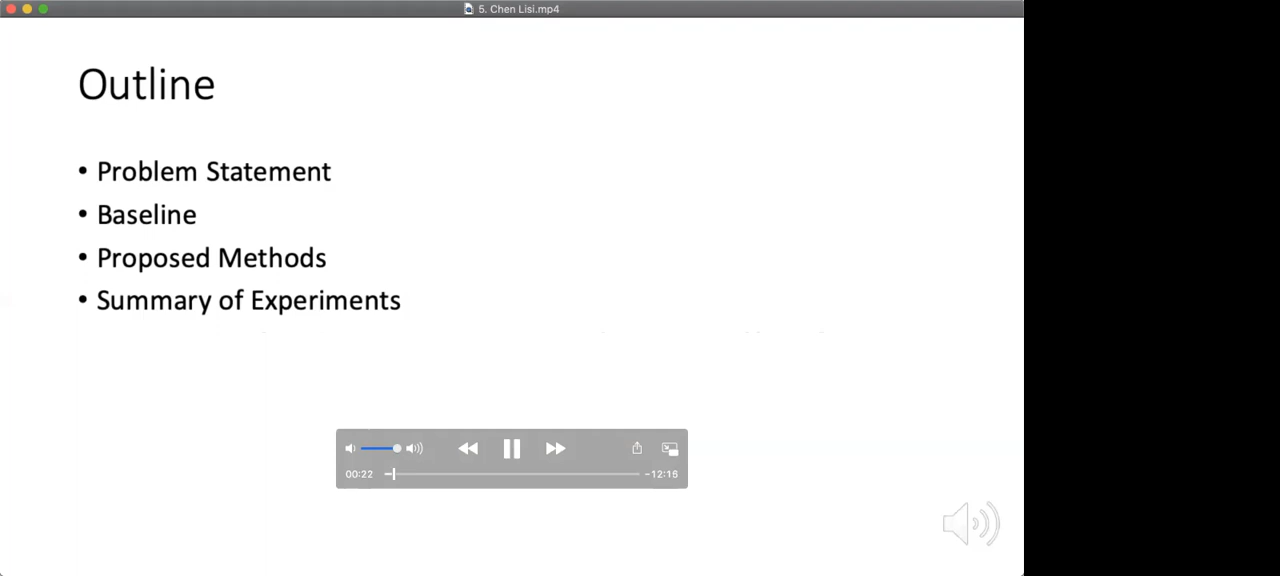 5. Chen Lisi.mp4
Outline
• Problem Statement
• Baseline
• Proposed Methods
• Summary of Experiments
00:22
-12:16